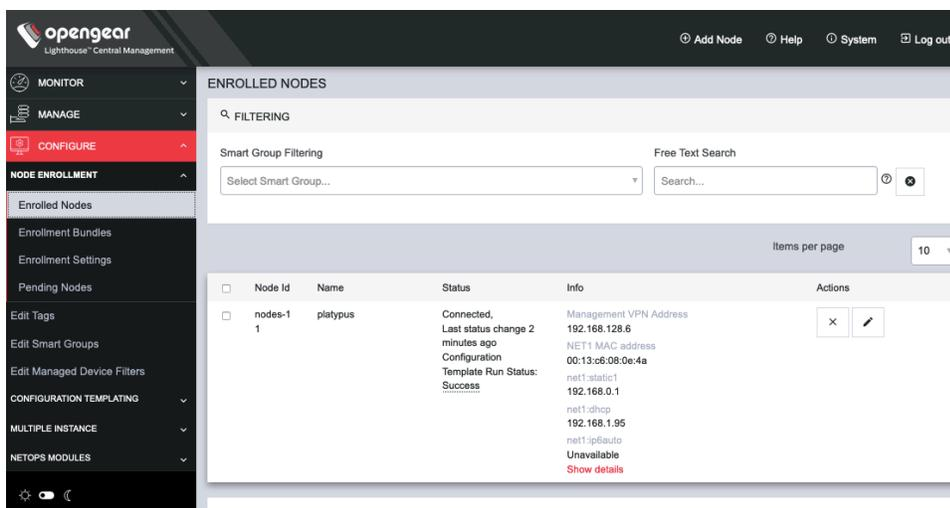 opengear
Lighthouse™ Central Management
Add Node
Help
System
Log out
MONITOR
MANAGE
CONFIGURE
NODE ENROLLMENT
Enrolled Nodes
Enrollment Bundles
Enrollment Settings
Pending Nodes
Edit Tags
Edit Smart Groups
Edit Managed Device Filters
CONFIGURATION TEMPLATING
MULTIPLE INSTANCE
NETOPS MODULES
ENROLLED NODES
FILTERING
Smart Group Filtering
Select Smart Group...
Free Text Search
Search...
Items per page
10
Node Id
Name
Status
Info
Actions
nodes-1
1
platypus
Connected,
Last status change 2
minutes ago
Configuration
Template Run Status:
Success
Management VPN Address
192.168.128.6
NET1 MAC address
00:13:c6:08:0e:4a
net1:static1
192.168.0.1
net1:dhcp
192.168.1.95
net1:ip6auto
Unavailable
Show details